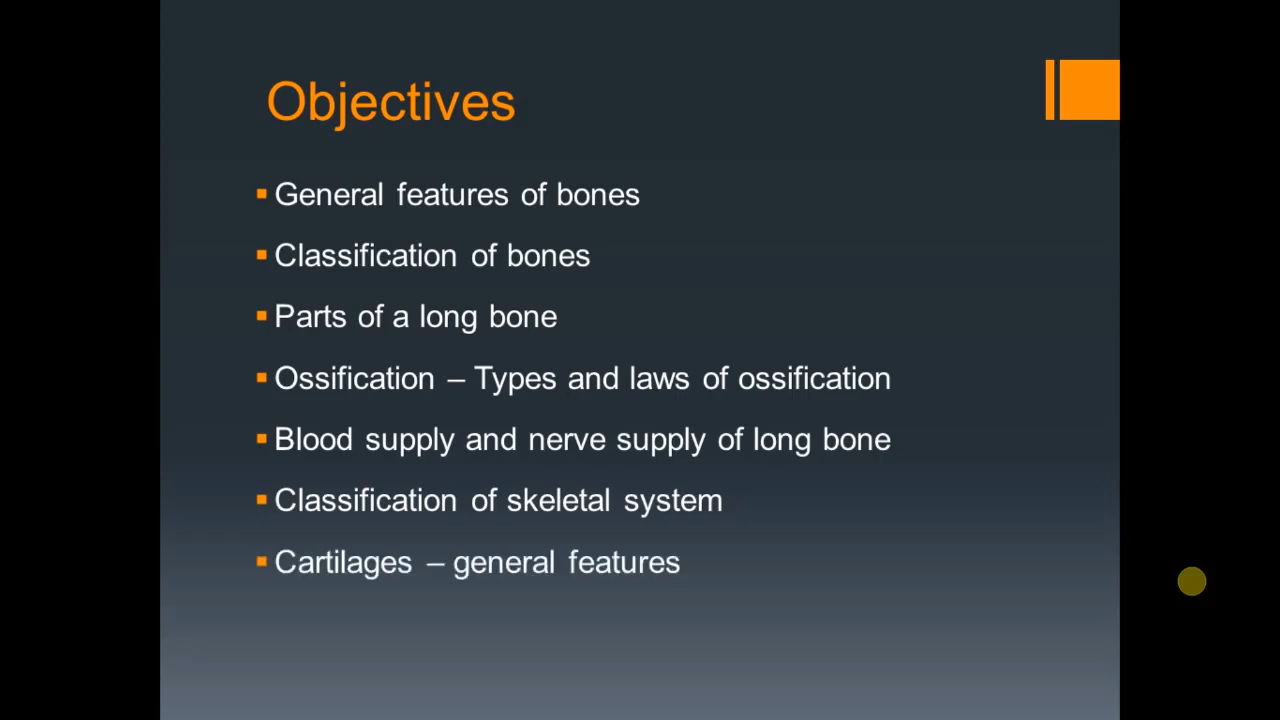 Objectives
General features of bones
Classification of bones
Parts of a long bone
Ossification – Types and laws of ossification
Blood supply and nerve supply of long bone
Classification of skeletal system
Cartilages – general features